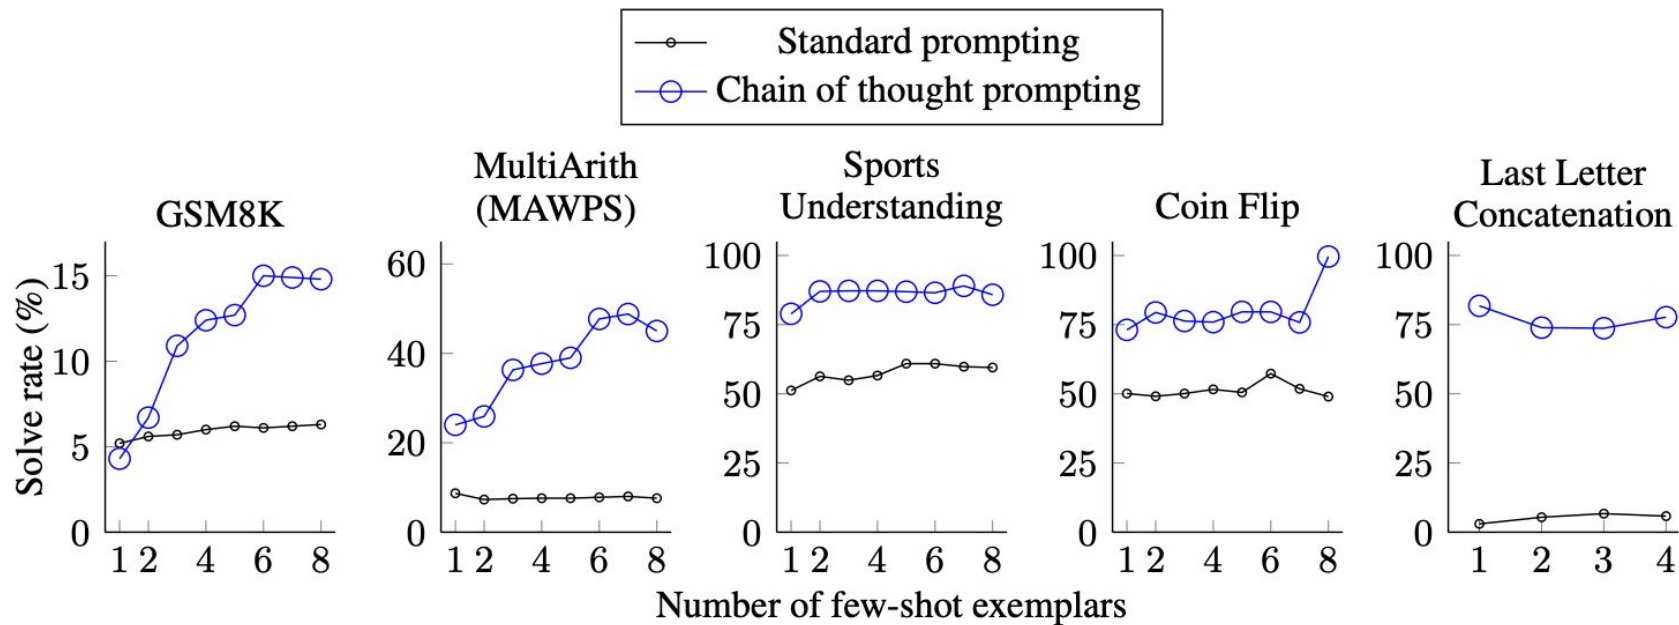 Standard prompting
Chain of thought prompting
GSM8K
MultiArith
(MAWPS)
Sports
Understanding
Coin Flip
Last Letter
Concatenation
Solve rate (%)
15
10
5
0
60
40
20
0
100
75
50
25
0
100
75
50
25
0
100
75
50
25
0
1 2 4 6 8
1 2 4 6 8
1 2 4 6 8
1 2 4 6 8
1 2 3 4
Number of few-shot exemplars